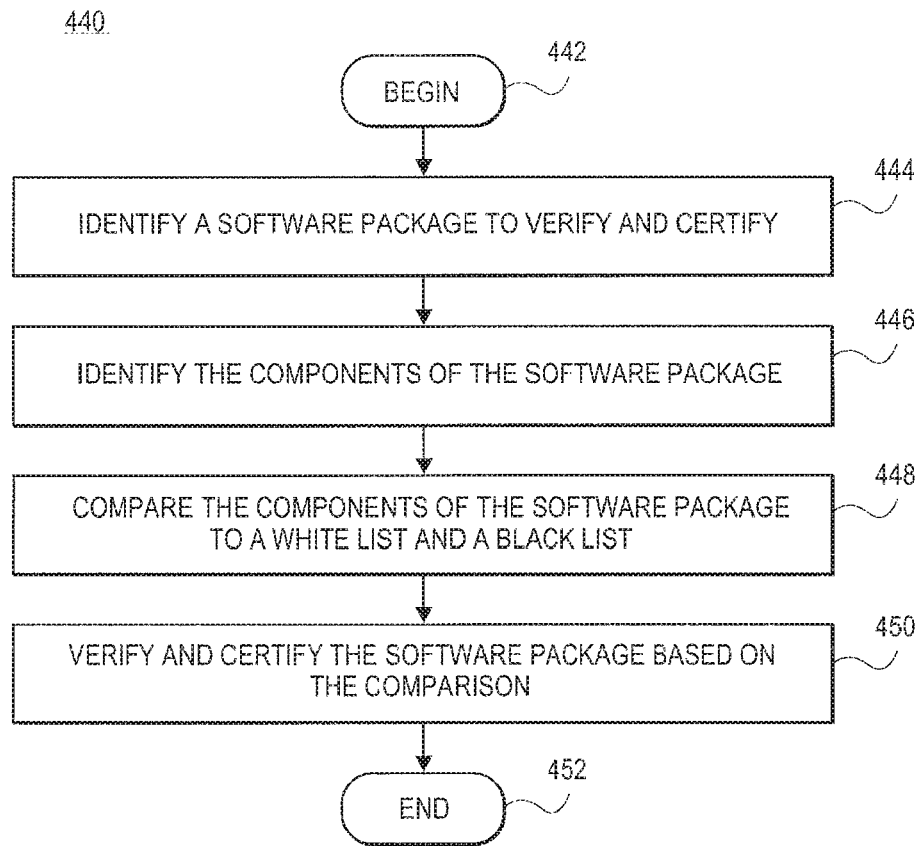 440
442
BEGIN
444
IDENTIFY A SOFTWARE PACKAGE TO VERIFY AND CERTIFY
446
IDENTIFY THE COMPONENTS OF THE SOFTWARE PACKAGE
448
COMPARE THE COMPONENTS OF THE SOFTWARE PACKAGE
TO A WHITE LIST AND A BLACK LIST
450
VERIFY AND CERTIFY THE SOFTWARE PACKAGE BASED ON
THE COMPARISON
452
END